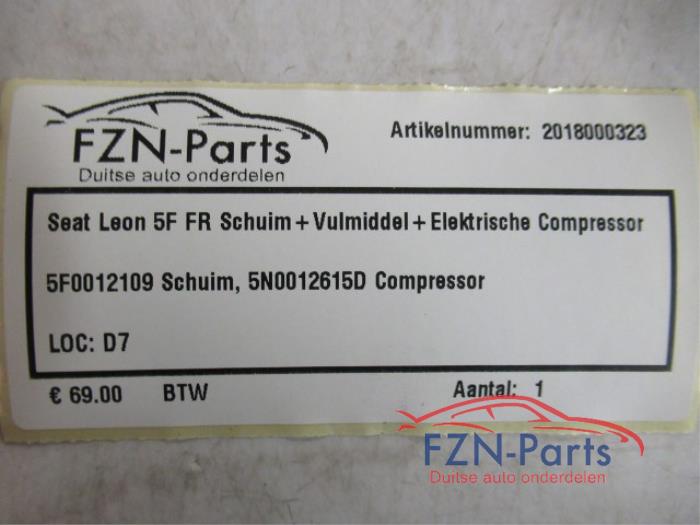 FZN-Parts
Duitse auto onderdelen
Artikelnummer: 2018000323
Seat Leon 5F FR Schuim+Vulmiddel+Elektrische Compressor
5F0012109 Schuim, 5N0012615D Compressor
LOC: D7
€ 69.00 BTW Aantal: 1
FZN-Parts
Duitse auto onderdelen